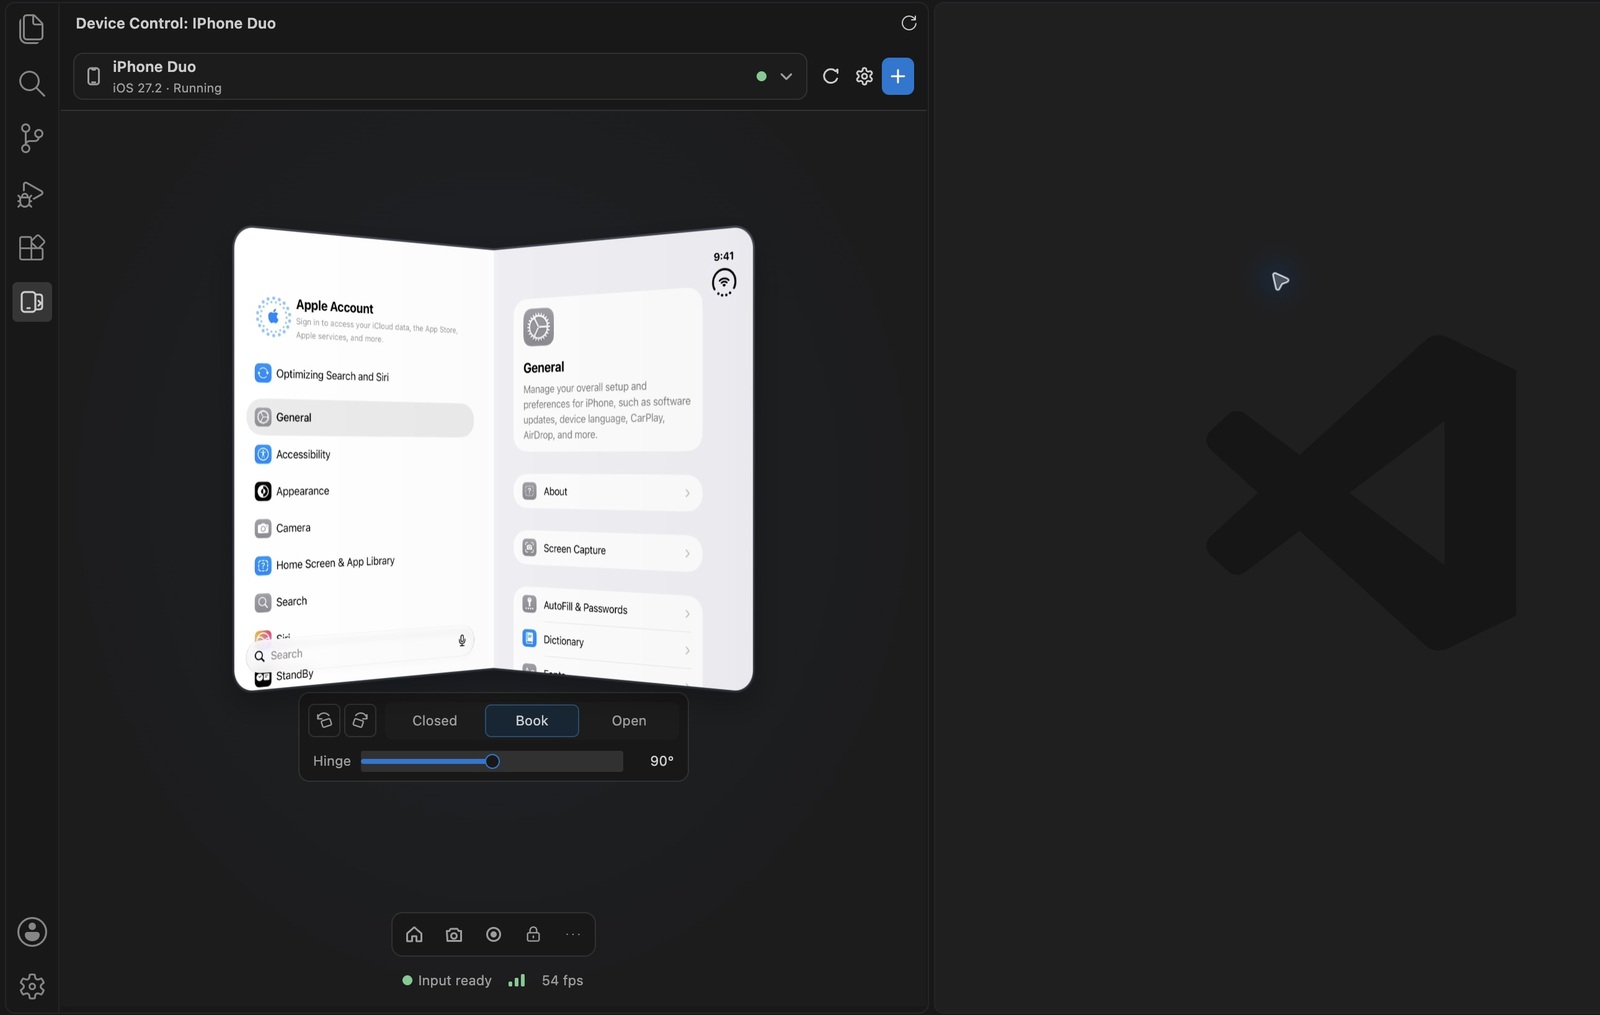 Device Control: IPhone Duo
iPhone Duo
iOS 27.2 · Running
9:41
Apple Account
Sign in to access your iCloud data, the App Store,
Apple services, and more.
Optimizing Search and Siri
General
Accessibility
Appearance
Camera
Home Screen & App Library
Search
Siri
Search
StandBy
General
Manage your overall setup and
preferences for iPhone, such as software
updates, device language, CarPlay,
AirDrop, and more.
About
Screen Capture
AutoFill & Passwords
Dictionary
Fonts
Closed
Book
Open
Hinge
90°
Input ready
54 fps